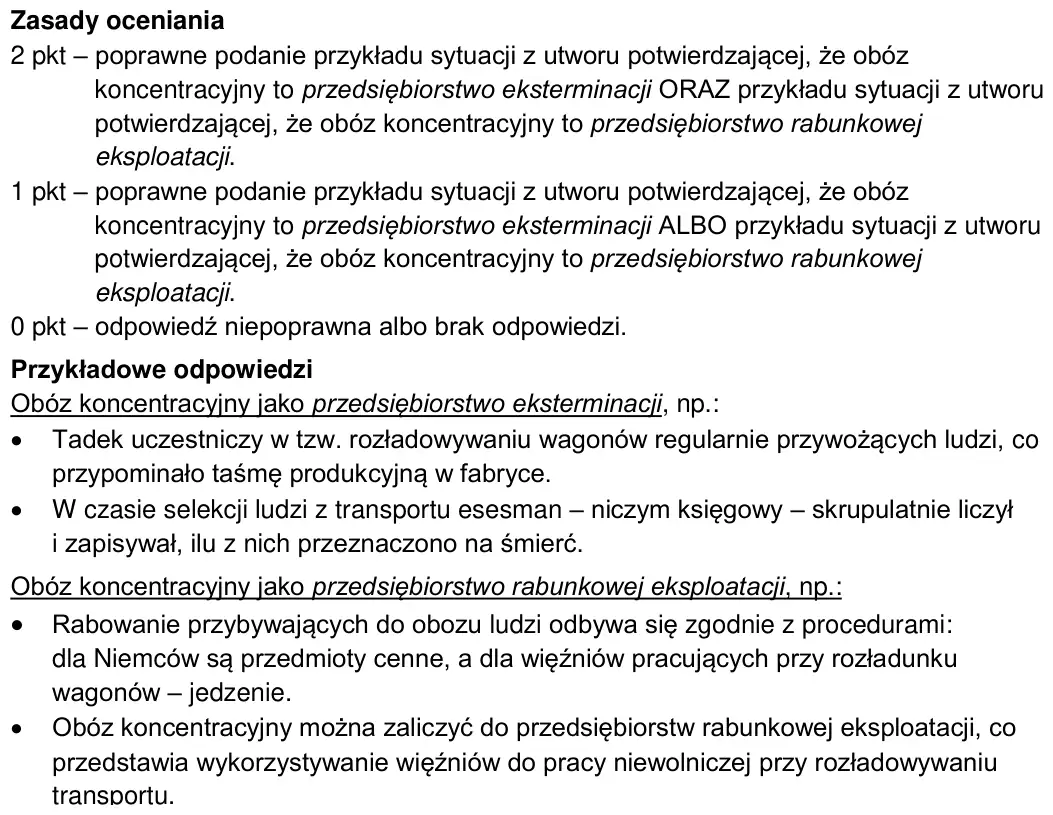 Zasady oceniania
2 pkt – poprawne podanie przykładu sytuacji z utworu potwierdzającej, że obóz
koncentracyjny to przedsiębiorstwo eksterminacji ORAZ przykładu sytuacji z utworu
potwierdzającej, że obóz koncentracyjny to przedsiębiorstwo rabunkowej
eksploatacji.
1 pkt – poprawne podanie przykładu sytuacji z utworu potwierdzającej, że obóz
koncentracyjny to przedsiębiorstwo eksterminacji ALBO przykładu sytuacji z utworu
potwierdzającej, że obóz koncentracyjny to przedsiębiorstwo rabunkowej
eksploatacji.
0 pkt – odpowiedź niepoprawna albo brak odpowiedzi.
Przykładowe odpowiedzi
Obóz koncentracyjny jako przedsiębiorstwo eksterminacji, np.:
• Tadek uczestniczy w tzw. rozładowywaniu wagonów regularnie przywożących ludzi, co
przypominało taśmę produkcyjną w fabryce.
• W czasie selekcji ludzi z transportu esesman – niczym księgowy – skrupulatnie liczył
i zapisywał, ilu z nich przeznaczono na śmierć.
Obóz koncentracyjny jako przedsiębiorstwo rabunkowej eksploatacji, np.:
• Rabowanie przybywających do obozu ludzi odbywa się zgodnie z procedurami:
dla Niemców są przedmioty cenne, a dla więźniów pracujących przy rozładunku
wagonów – jedzenie.
• Obóz koncentracyjny można zaliczyć do przedsiębiorstw rabunkowej eksploatacji, co
przedstawia wykorzystywanie więźniów do pracy niewolniczej przy rozładowywaniu
transportu.